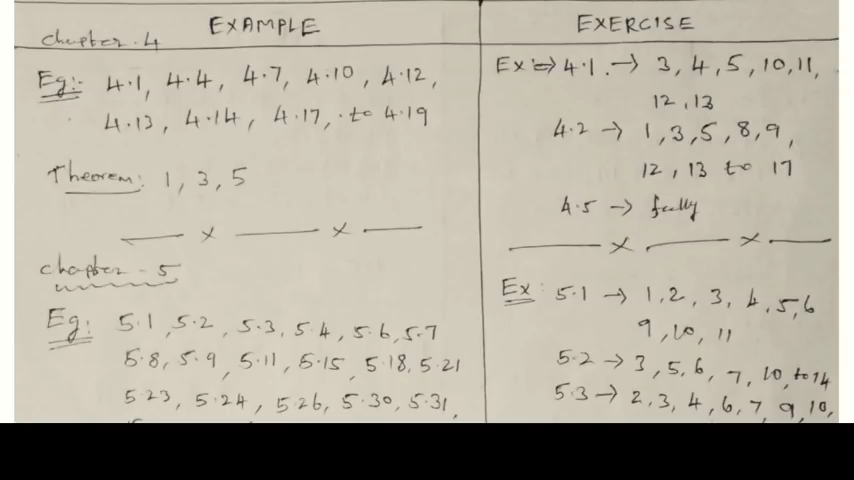 EXAMPLE
EXERCISE
chapter.4
Eg:- 4.1, 4.4, 4.7, 4.10, 4.12,
4.13, 4.14, 4.17, .to 4.19
Theorem: 1, 3, 5
x x
chapter - 5
Eg: 5.1, 5.2, 5.3, 5.4, 5.6, 5.7
5.8, 5.9, 5.11, 5.15, 5.18, 5.21
5.23, 5.24, 5.26, 5.30, 5.31,
Ex:⇒ 4.1. → 3, 4, 5, 10, 11,
12, 13
4.2 → 1, 3, 5, 8, 9,
12, 13 to 17
4.5 → fully
x x
Ex: 5.1 → 1, 2, 3, 4, 5, 6
9, 10, 11
5.2 → 3, 5, 6, 7, 10, to 14
5.3 → 2, 3, 4, 6, 7, 9, 10,